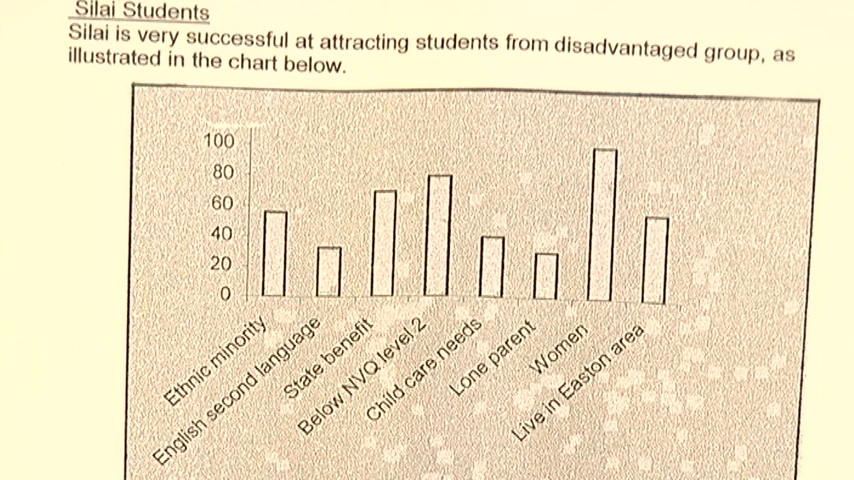 Silai Students
Silai is very successful at attracting students from disadvantaged group, as
illustrated in the chart below.
100
80
60
40
20
0
Ethnic minority
English second language
State benefit
Below NVQ level 2
Child care needs
Lone parent
Women
Live in Easton area